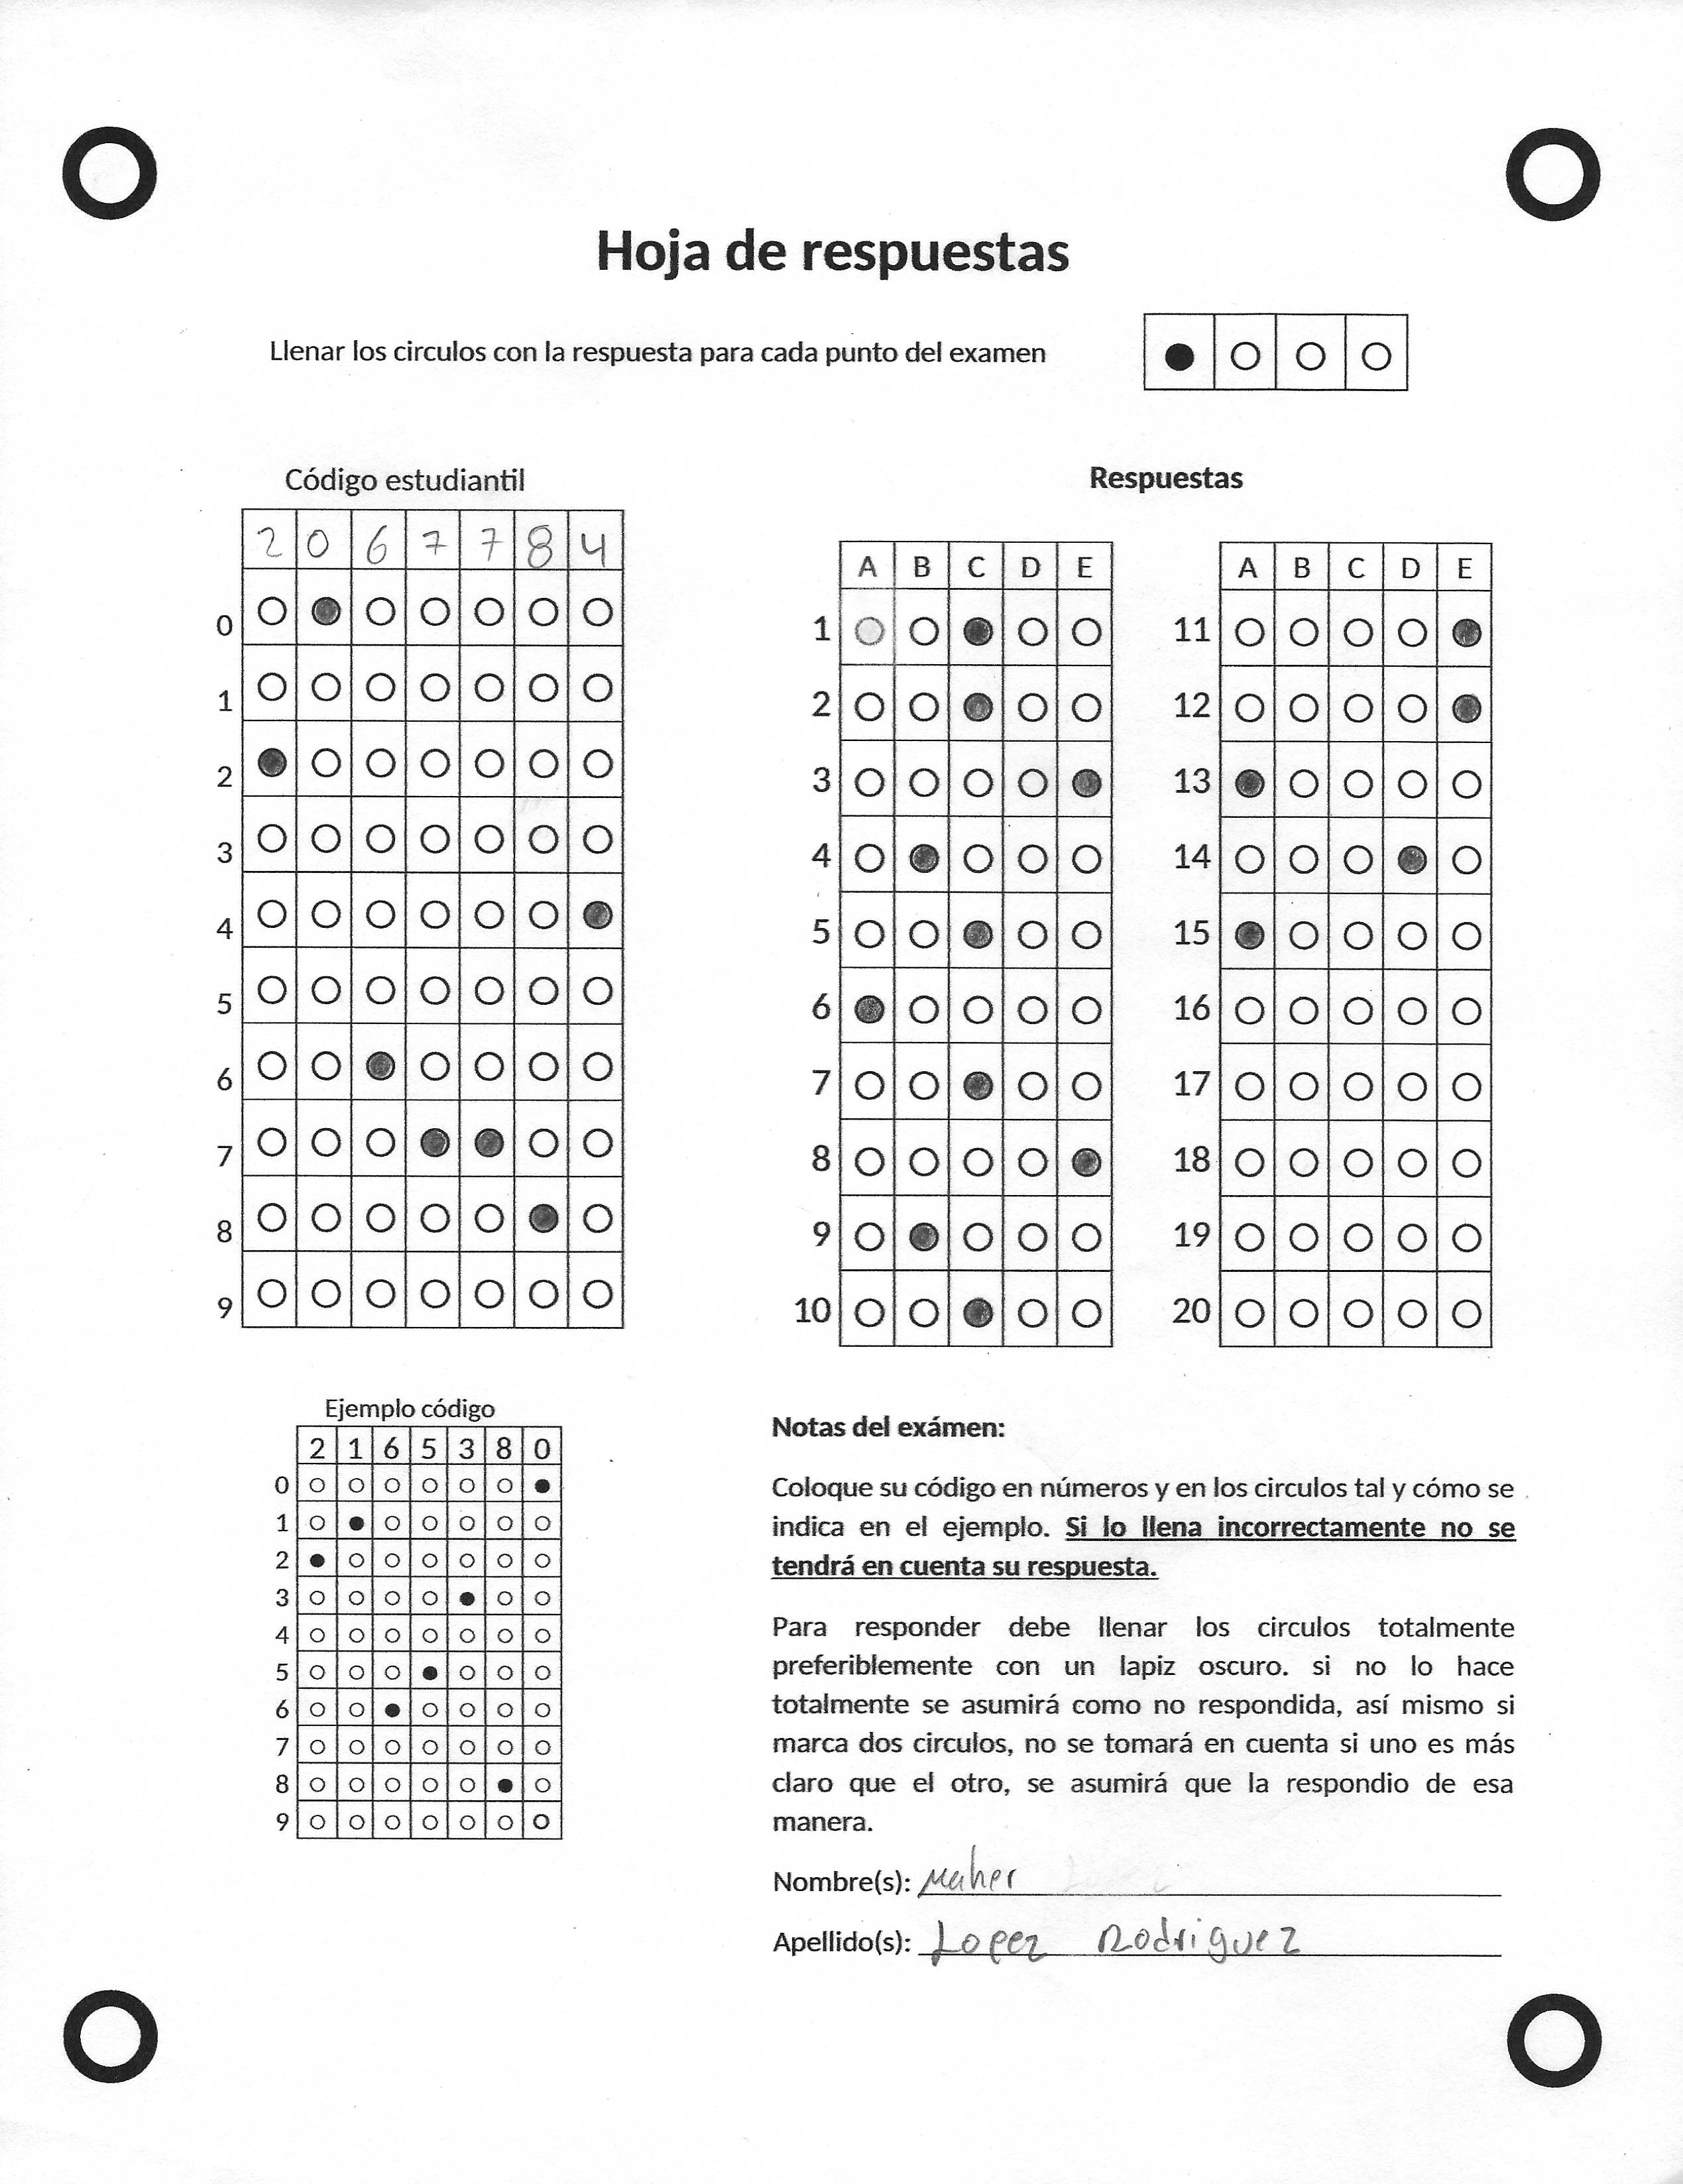 Hoja de respuestas
Llenar los circulos con la respuesta para cada punto del examen
Código estudiantil
2 0 6 7 7 8 4
0
1
2
3
4
5
6
7
8
9
Respuestas
A B C D E
1
2
3
4
5
6
7
8
9
10
A B C D E
11
12
13
14
15
16
17
18
19
20
Ejemplo código
2 1 6 5 3 8 0
0
1
2
3
4
5
6
7
8
9
Notas del exámen:
Coloque su código en números y en los circulos tal y cómo se
indica en el ejemplo. Si lo llena incorrectamente no se
tendrá en cuenta su respuesta.
Para responder debe llenar los circulos totalmente
preferiblemente con un lapiz oscuro. si no lo hace
totalmente se asumirá como no respondida, así mismo si
marca dos circulos, no se tomará en cuenta si uno es más
claro que el otro, se asumirá que la respondio de esa
manera.
Nombre(s): Maher
Apellido(s): Lopez Rodriguez